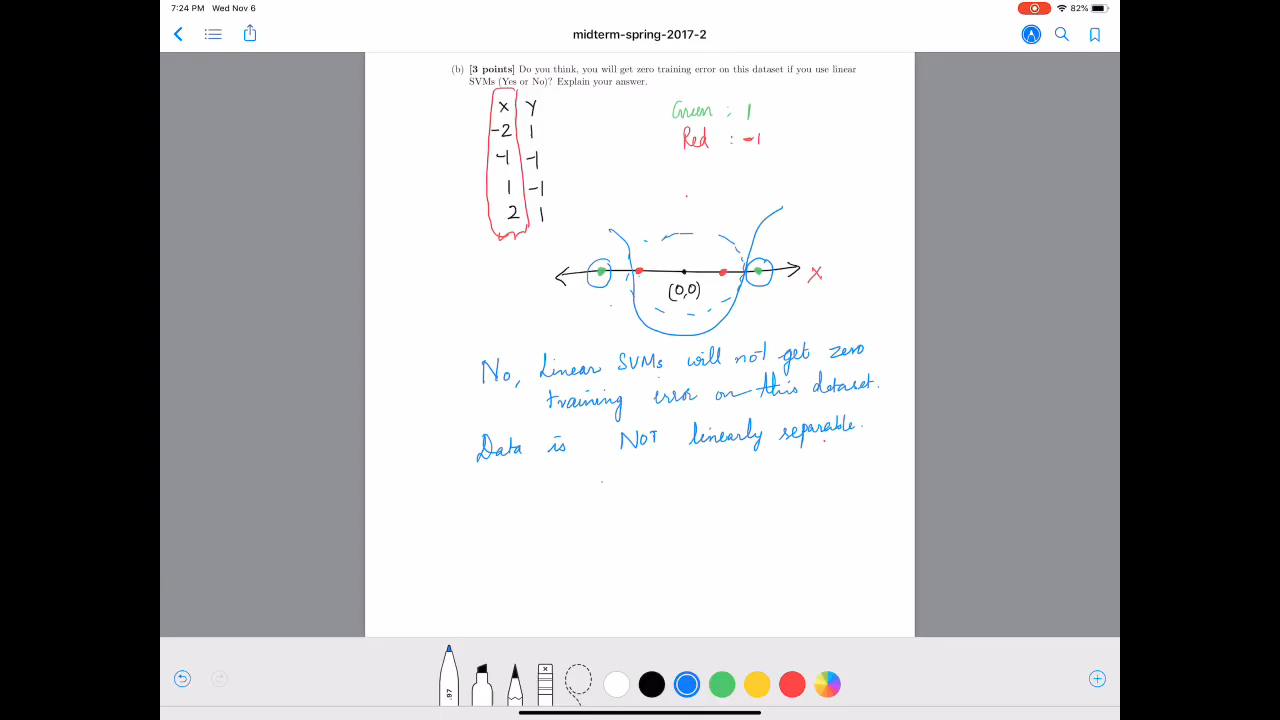 7:24 PM Wed Nov 6
82%
midterm-spring-2017-2
(b) [3 points] Do you think, you will get zero training error on this dataset if you use linear
SVMs (Yes or No)? Explain your answer.
X Y
-2 1
-1 -1
1 -1
2 1
Green : 1
Red : -1
X
(0,0)
No, Linear SVMs will not get zero
training error on this dataset.
Data is NOT linearly separable.
.97